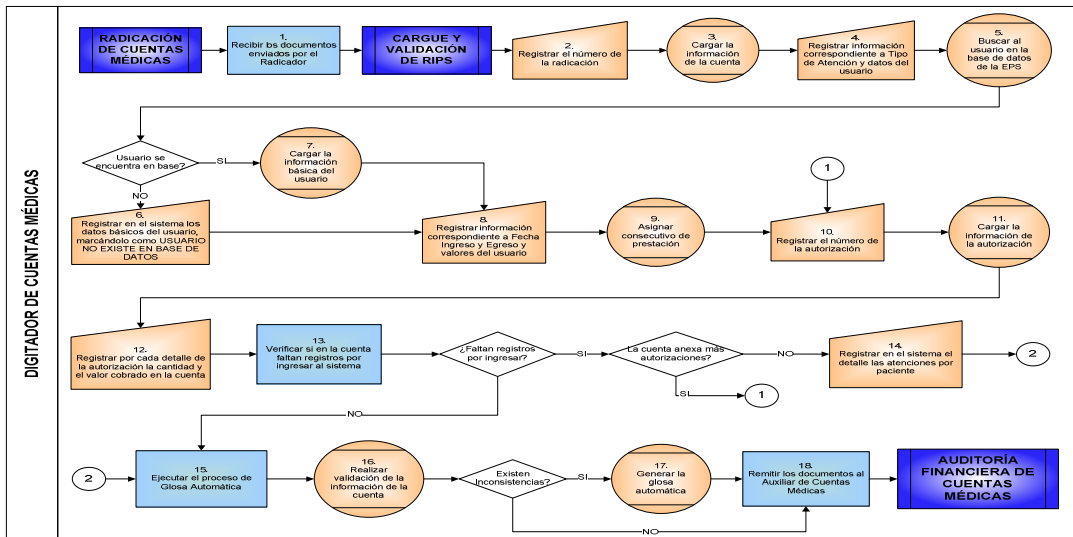 DIGITADOR DE CUENTAS MÉDICAS
RADICACIÓN
DE CUENTAS
MÉDICAS
1.
Recibir los documentos
enviados por el
Radicador
CARGUE Y
VALIDACIÓN
DE RIPS
2.
Registrar el número de
la radicación
3.
Cargar la
información
de la cuenta
4.
Registrar información
correspondiente a Tipo
de Atención y datos del
usuario
5.
Buscar al
usuario en la
base de datos
de la EPS
Usuario se
encuentra en base?
SI
NO
7.
Cargar la
información
básica del
usuario
1
6.
Registrar en el sistema los
datos básicos del usuario,
marcándolo como USUARIO
NO EXISTE EN BASE DE
DATOS
8.
Registrar información
correspondiente a Fecha
Ingreso y Egreso y
valores del usuario
9.
Asignar
consecutivo de
prestación
10.
Registrar el número de la
autorización
11.
Cargar la
información de
la autorización
12.
Registrar por cada detalle de
la autorización la cantidad y
el valor cobrado en la cuenta
13.
Verificar si en la cuenta
faltan registros por
ingresar al sistema
¿Faltan registros
por ingresar?
SI
NO
La cuenta anexa más
autorizaciones?
NO
SI
1
14.
Registrar en el sistema el
detalle las atenciones por
paciente
2
2
15.
Ejecutar el proceso de
Glosa Automática
16.
Realizar
validación de la
información de la
cuenta
Existen
Inconsistencias?
SI
NO
17.
Generar la
glosa
automática
18.
Remitir los documentos al
Auxiliar de Cuentas
Médicas
AUDITORÍA
FINANCIERA DE
CUENTAS
MÉDICAS